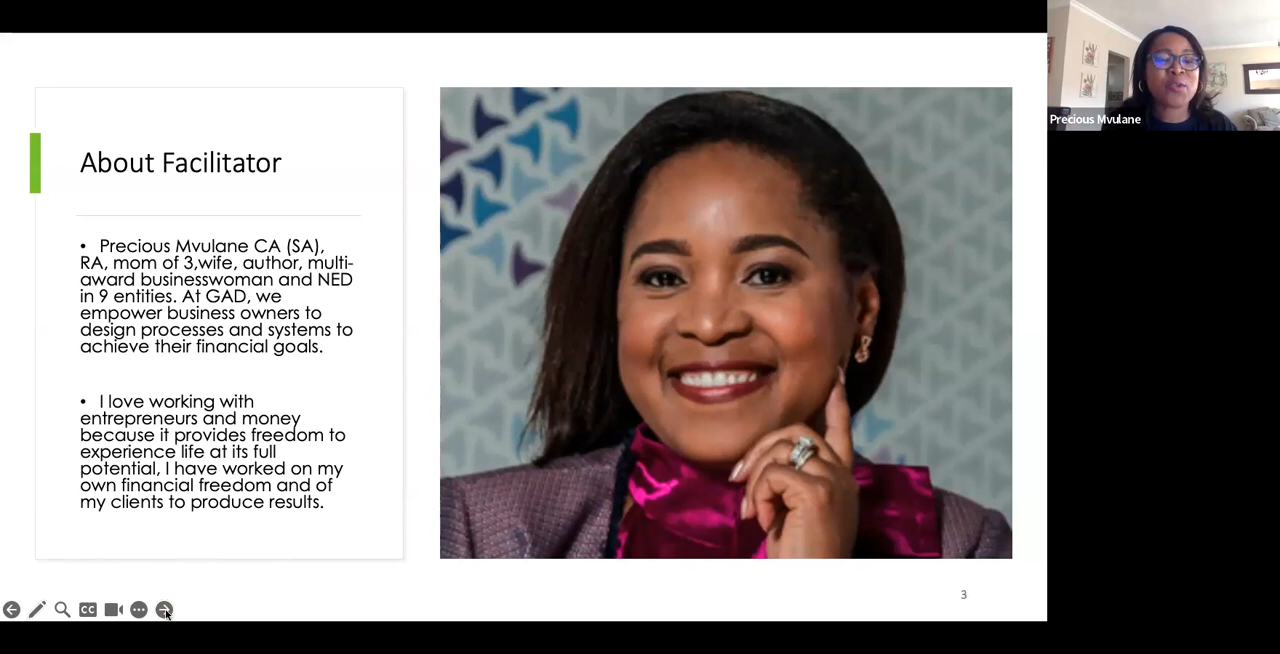 About Facilitator
• Precious Mvulane CA (SA),
RA, mom of 3,wife, author, multi-
award businesswoman and NED
in 9 entities. At GAD, we
empower business owners to
design processes and systems to
achieve their financial goals.
• I love working with
entrepreneurs and money
because it provides freedom to
experience life at its full
potential, I have worked on my
own financial freedom and of
my clients to produce results.
3
CC
Precious Mvulane